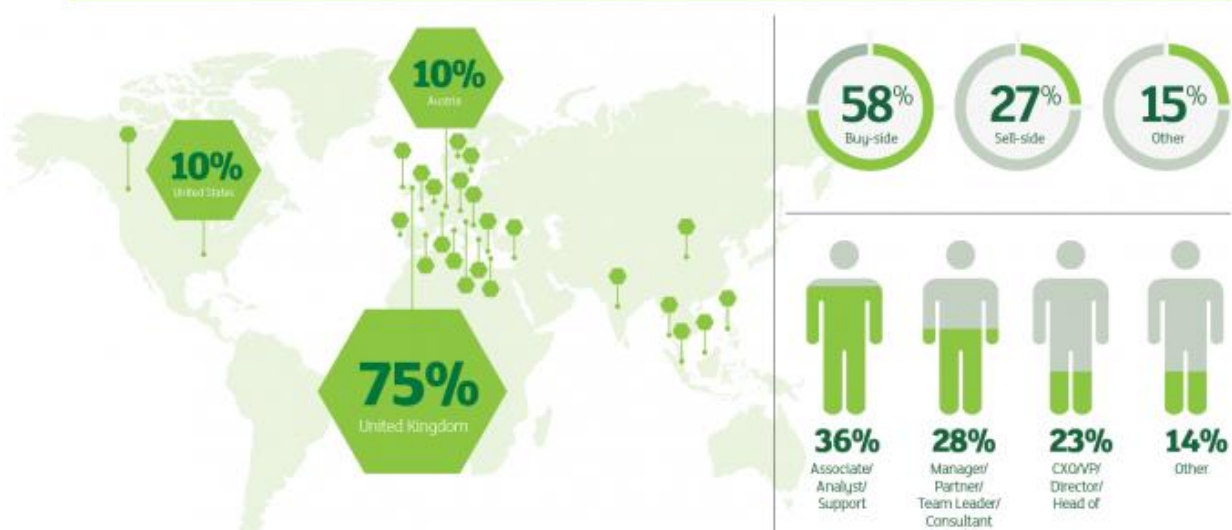 10%
Austria
10%
United States
75%
United Kingdom
58%
Buy-side
27%
Sell-side
15%
Other
36%
Associate/
Analyst/
Support
28%
Manager/
Partner/
Team Leader/
Consultant
23%
CXO/VP/
Director/
Head of
14%
Other